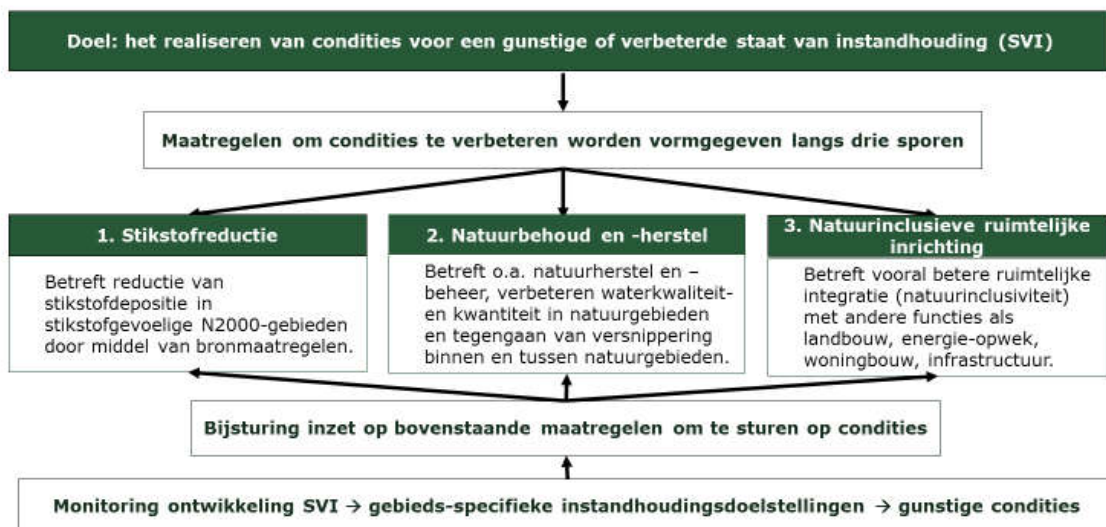 Doel: het realiseren van condities voor een gunstige of verbeterde staat van instandhouding (SVI)
Maatregelen om condities te verbeteren worden vormgegeven langs drie sporen
1. Stikstofreductie
Betreft reductie van
stikstofdepositie in
stikstofgevoelige N2000-gebieden
door middel van bronmaatregelen.
2. Natuurbehoud en -herstel
Betreft o.a. natuurherstel en –
beheer, verbeteren waterkwaliteit-
en kwantiteit in natuurgebieden
en tegengaan van versnippering
binnen en tussen natuurgebieden.
3. Natuurinclusieve ruimtelijke
inrichting
Betreft vooral betere ruimtelijke
integratie (natuurinclusiviteit)
met andere functies als
landbouw, energie-opwek,
woningbouw, infrastructuur.
Bijsturing inzet op bovenstaande maatregelen om te sturen op condities
Monitoring ontwikkeling SVI → gebieds-specifieke instandhoudingsdoelstellingen → gunstige condities